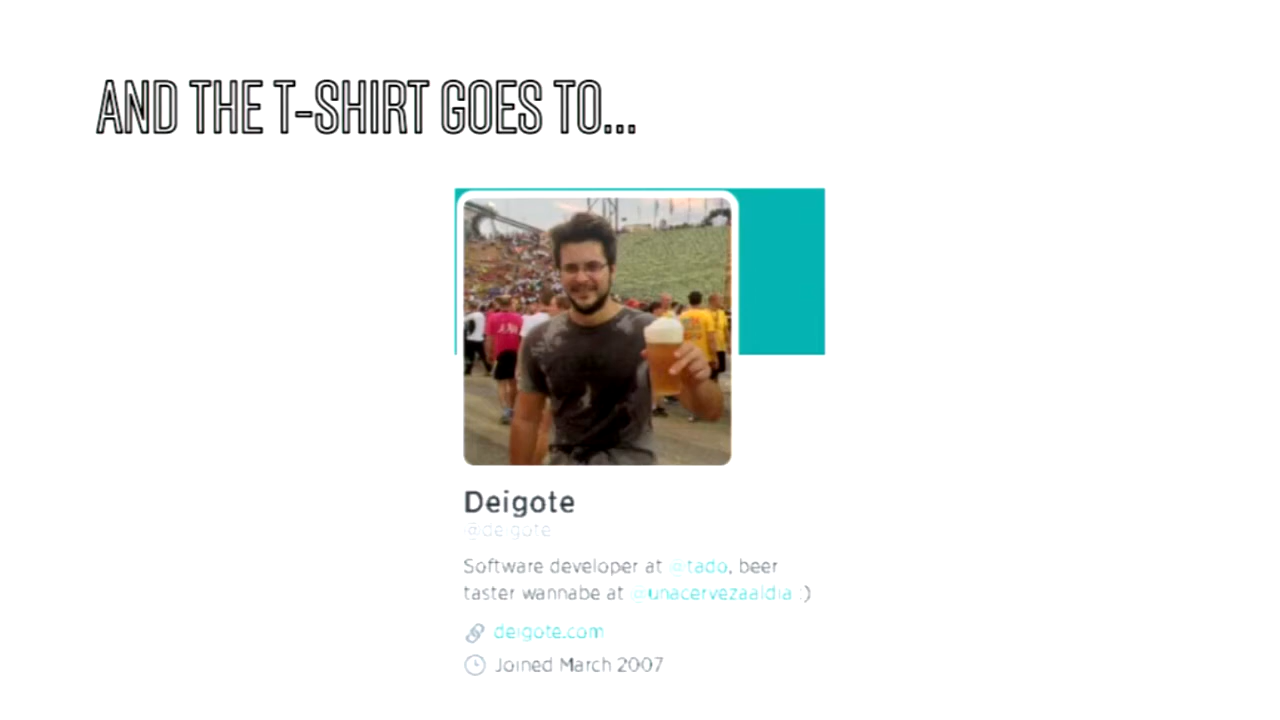 AND THE T-SHIRT GOES TO...
Deigote
@deigote
Software developer at @tado, beer
taster wannabe at @unacervezaaldia :)
deigote.com
Joined March 2007